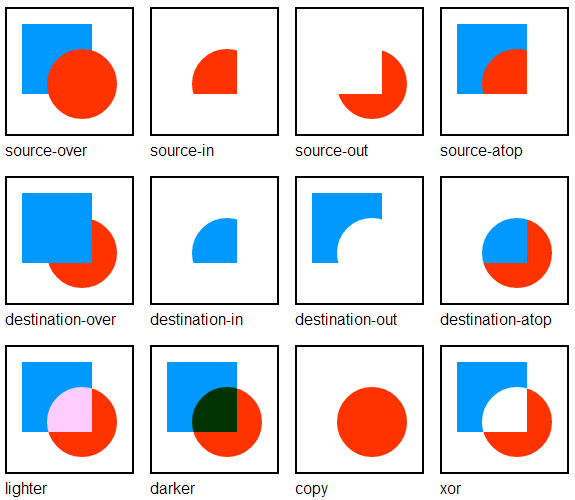 source-over
source-in
source-out
source-atop
destination-over
destination-in
destination-out
destination-atop
lighter
darker
copy
xor